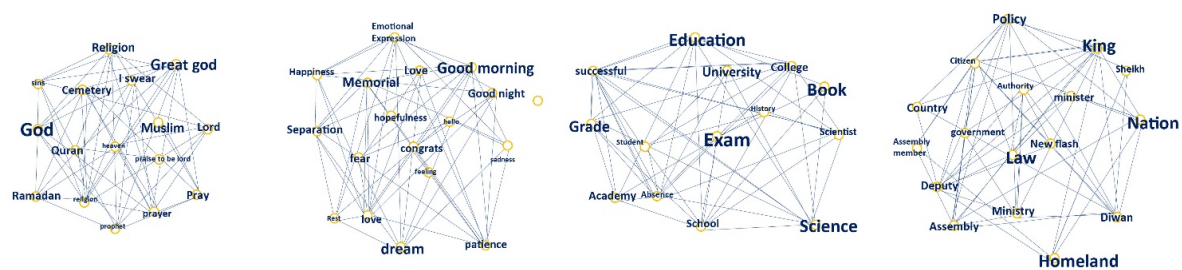 Religion
Great god
I swear
sins
Cemetery
God
Muslim
Lord
Quran
heaven
praise to be lord
Ramadan
religion
Pray
prayer
prophet
Emotional
Expression
Happiness
Love
Good morning
Memorial
Good night
hopefulness
hello
Separation
congrats
sadness
fear
feeling
Rest
love
dream
patience
Education
successful
University
College
Book
History
Grade
Exam
Scientist
Student
Academy
Absence
School
Science
Policy
King
Citizen
Sheikh
Authority
minister
Country
Nation
government
Assembly
member
New flash
Law
Deputy
Ministry
Diwan
Assembly
Homeland